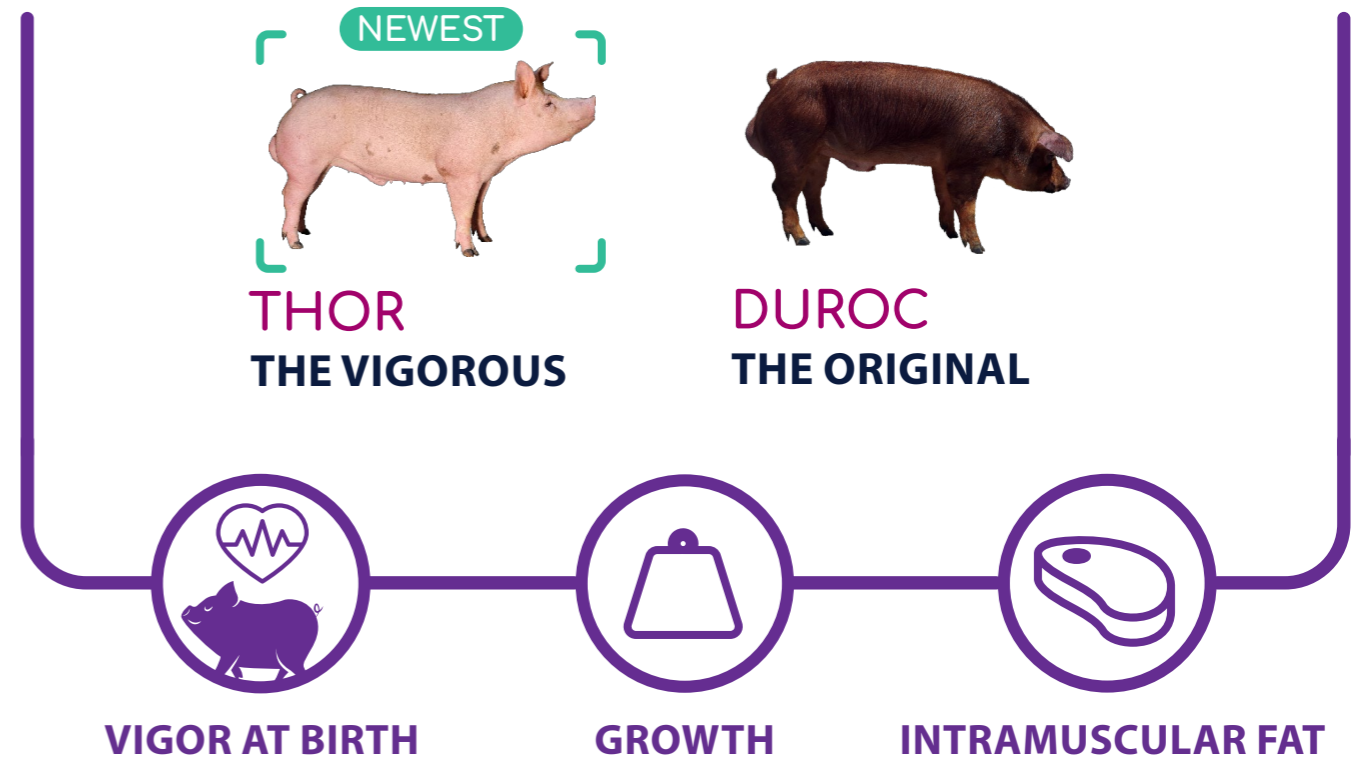 NEWEST
THOR
THE VIGOROUS
DUROC
THE ORIGINAL
VIGOR AT BIRTH
GROWTH
INTRAMUSCULAR FAT